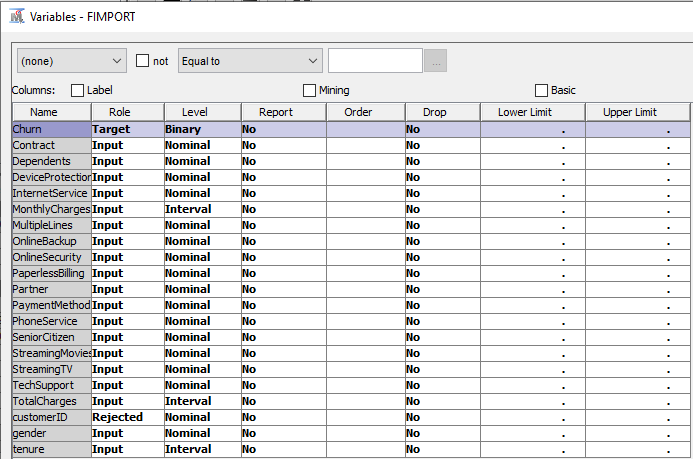 Variables - FIMPORT
(none) not Equal to ...
Columns: Label Mining Basic
Name Role Level Report Order Drop Lower Limit Upper Limit
Churn Target Binary No No . .
Contract Input Nominal No No . .
Dependents Input Nominal No No . .
DeviceProtection Input Nominal No No . .
InternetService Input Nominal No No . .
MonthlyCharges Input Interval No No . .
MultipleLines Input Nominal No No . .
OnlineBackup Input Nominal No No . .
OnlineSecurity Input Nominal No No . .
PaperlessBilling Input Nominal No No . .
Partner Input Nominal No No . .
PaymentMethod Input Nominal No No . .
PhoneService Input Nominal No No . .
SeniorCitizen Input Nominal No No . .
StreamingMovies Input Nominal No No . .
StreamingTV Input Nominal No No . .
TechSupport Input Nominal No No . .
TotalCharges Input Interval No No . .
customerID Rejected Nominal No No . .
gender Input Nominal No No . .
tenure Input Interval No No . .